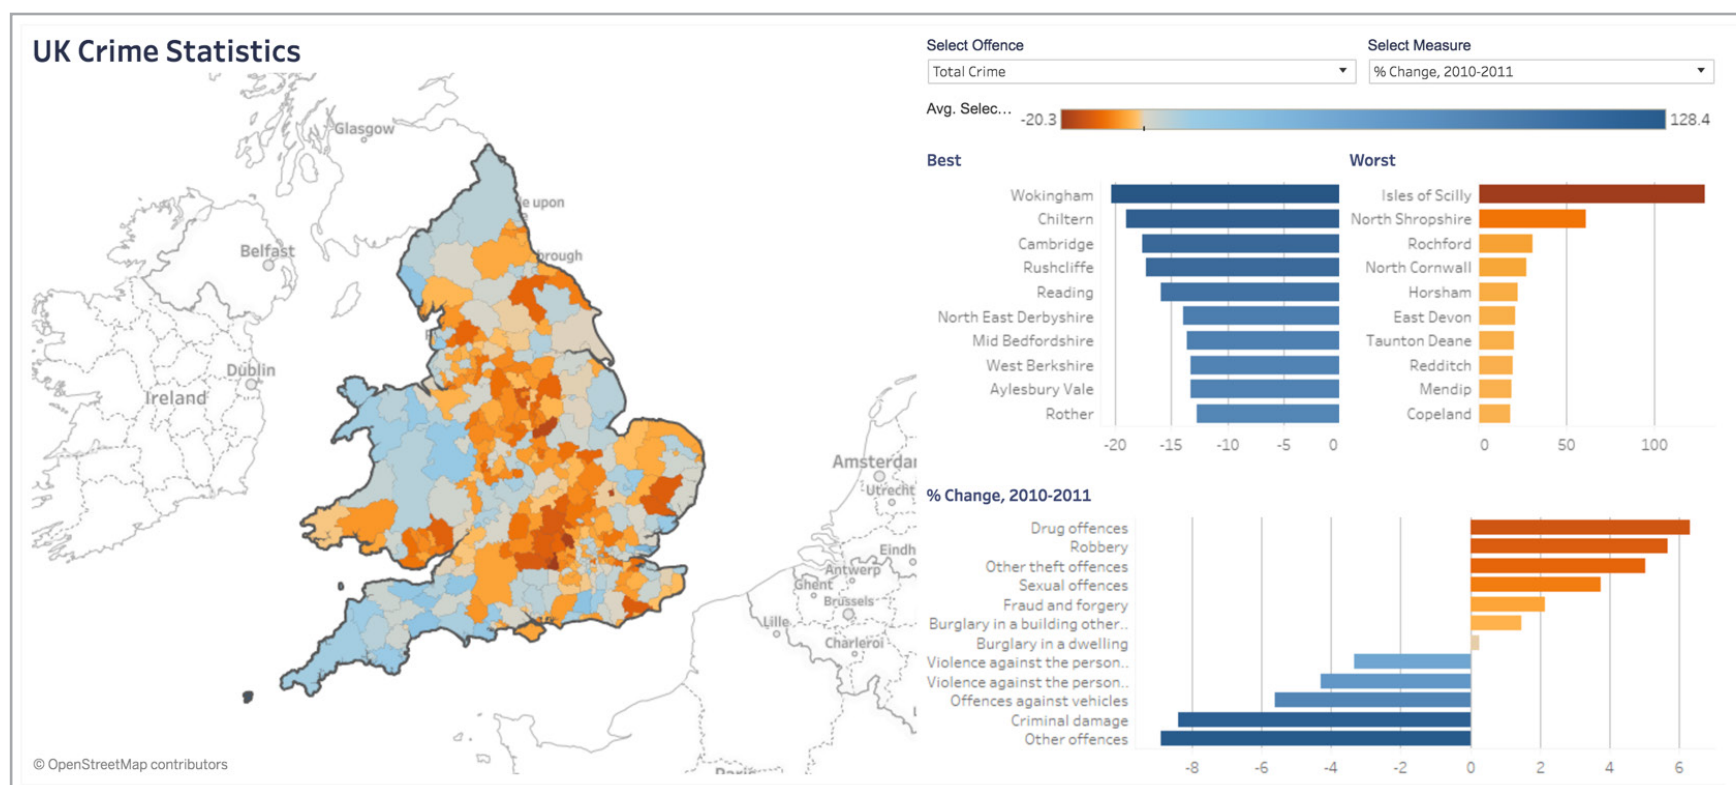 UK Crime Statistics
Select Offence
Select Measure
Total Crime
% Change, 2010-2011
Avg. Selec...
-20.3
128.4
Best
Worst
Wokingham
Chiltern
Cambridge
Rushcliffe
Reading
North East Derbyshire
Mid Bedfordshire
West Berkshire
Aylesbury Vale
Rother
-20 -15 -10 -5 0
Isles of Scilly
North Shropshire
Rochford
North Cornwall
Horsham
East Devon
Taunton Deane
Redditch
Mendip
Copeland
0 50 100
% Change, 2010-2011
Drug offences
Robbery
Other theft offences
Sexual offences
Fraud and forgery
Burglary in a building other..
Burglary in a dwelling
Violence against the person..
Violence against the person..
Offences against vehicles
Criminal damage
Other offences
-8 -6 -4 -2 0 2 4 6
Glasgow
le upon
e
Belfast
brough
Dublin
Ireland
Amsterdar
Utrecht
Eindh
Antwerp
Ghent
Brussels
Lille
Charleroi
© OpenStreetMap contributors